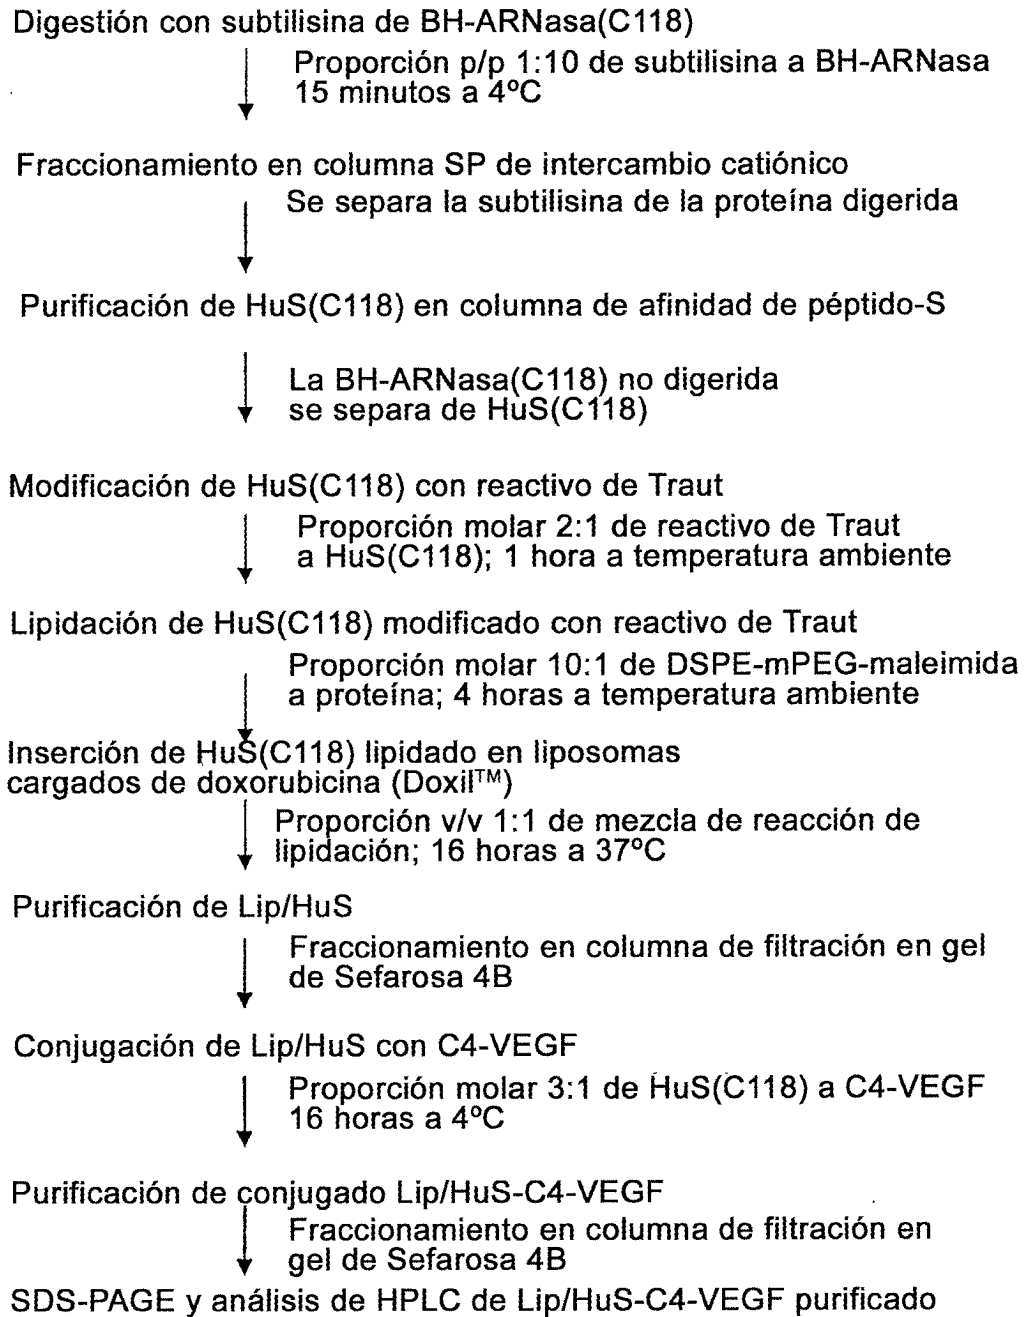 Digestión con subtilisina de BH-ARNasa(C118)
Proporción p/p 1:10 de subtilisina a BH-ARNasa
15 minutos a 4ºC
Fraccionamiento en columna SP de intercambio catiónico
Se separa la subtilisina de la proteína digerida
Purificación de HuS(C118) en columna de afinidad de péptido-S
La BH-ARNasa(C118) no digerida
se separa de HuS(C118)
Modificación de HuS(C118) con reactivo de Traut
Proporción molar 2:1 de reactivo de Traut
a HuS(C118); 1 hora a temperatura ambiente
Lipidación de HuS(C118) modificado con reactivo de Traut
Proporción molar 10:1 de DSPE-mPEG-maleimida
a proteína; 4 horas a temperatura ambiente
Inserción de HuS(C118) lipidado en liposomas
cargados de doxorubicina (Doxil™)
Proporción v/v 1:1 de mezcla de reacción de
lipidación; 16 horas a 37ºC
Purificación de Lip/HuS
Fraccionamiento en columna de filtración en gel
de Sefarosa 4B
Conjugación de Lip/HuS con C4-VEGF
Proporción molar 3:1 de HuS(C118) a C4-VEGF
16 horas a 4ºC
Purificación de conjugado Lip/HuS-C4-VEGF
Fraccionamiento en columna de filtración en
gel de Sefarosa 4B
SDS-PAGE y análisis de HPLC de Lip/HuS-C4-VEGF purificado